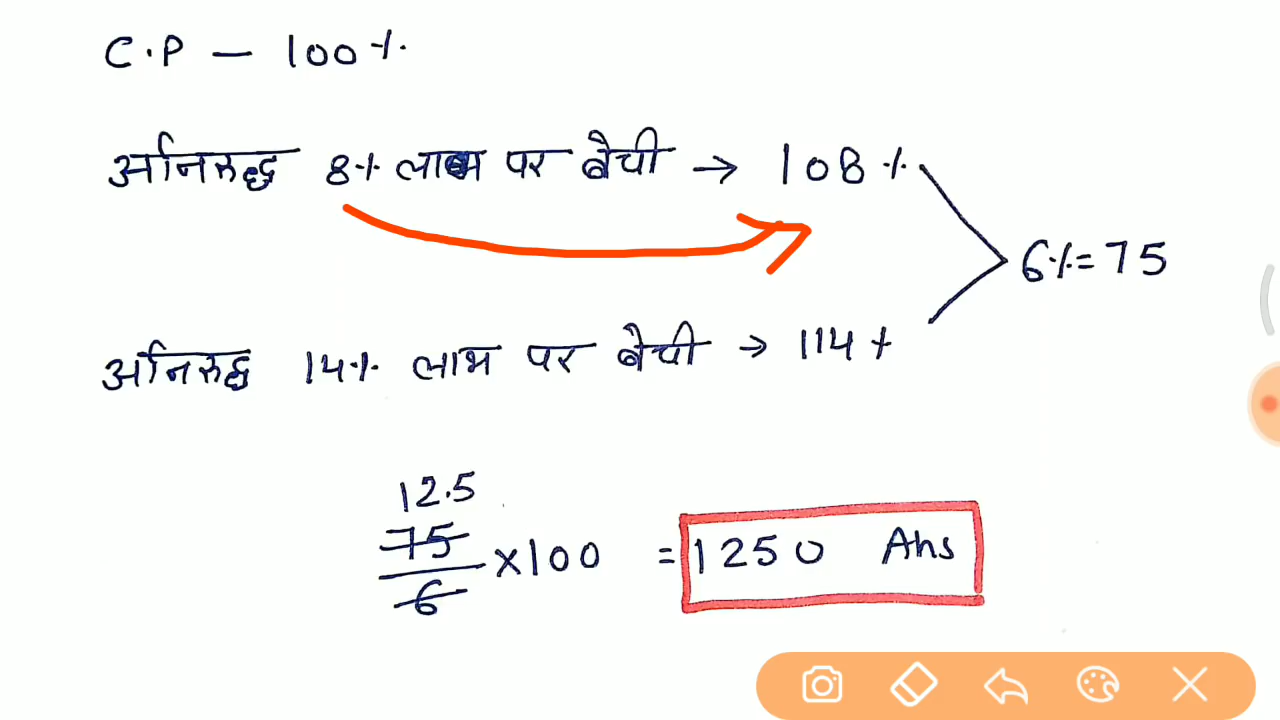 C.P — 100%
अनिरुद्ध 8% लाभ पर बेची → 108%
6% = 75
अनिरुद्ध 14% लाभ पर बेची → 114%
12.5
75
6 × 100 = 1250 Ans